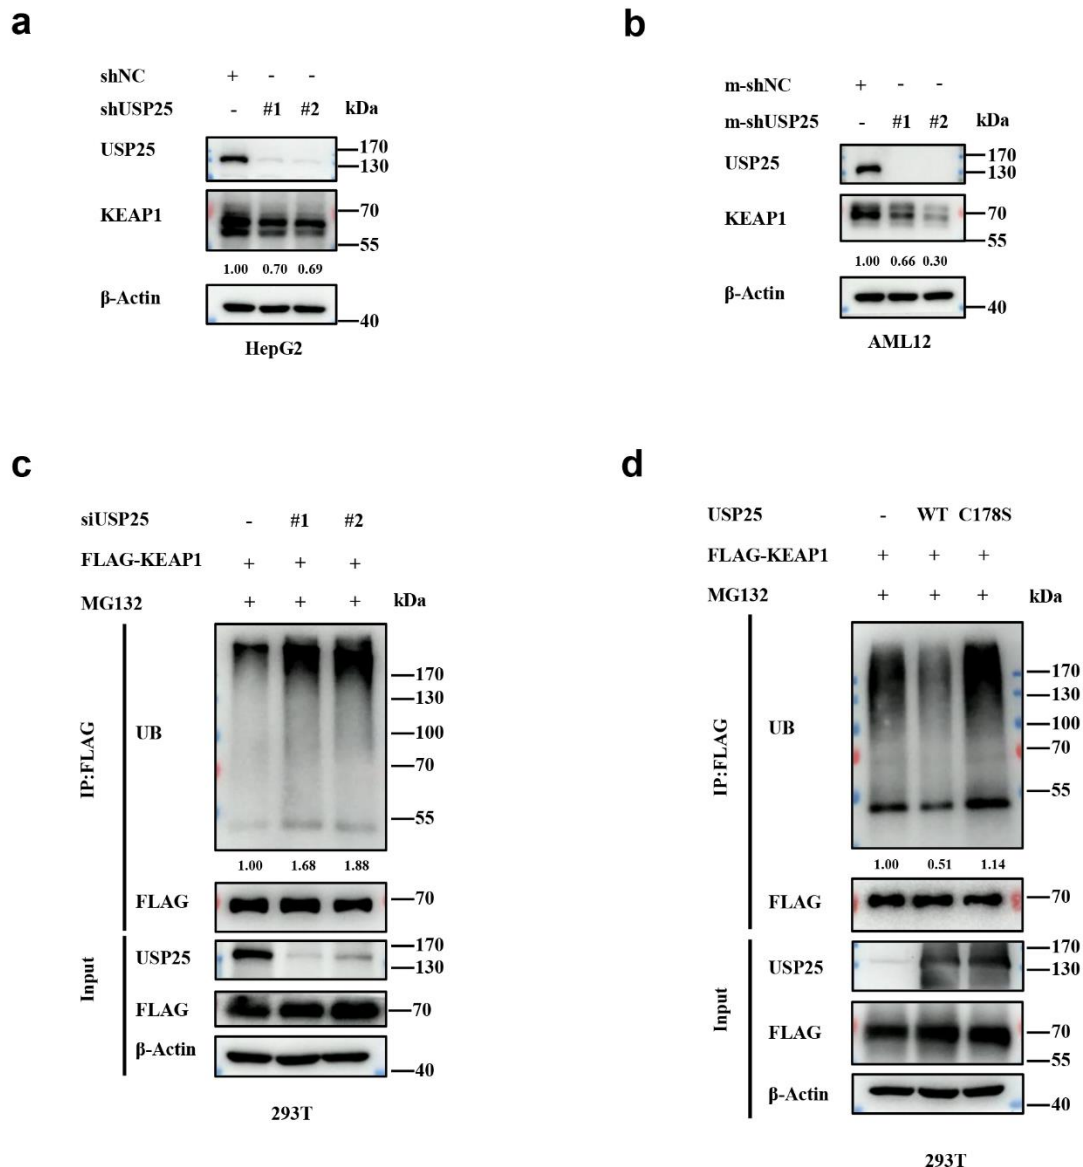 a
shNC + - -
shUSP25 - #1 #2 kDa
USP25
170
130
KEAP1
70
55
1.00 0.70 0.69
β-Actin
40
HepG2
b
m-shNC + - -
m-shUSP25 - #1 #2 kDa
USP25
170
130
KEAP1
70
55
1.00 0.66 0.30
β-Actin
40
AML12
c
siUSP25 - #1 #2
FLAG-KEAP1 + + +
MG132 + + + kDa
IP:FLAG
UB
170
130
100
70
55
1.00 1.68 1.88
FLAG
70
Input
USP25
170
130
FLAG
70
β-Actin
40
293T
d
USP25 - WT C178S
FLAG-KEAP1 + + +
MG132 + + + kDa
IP:FLAG
UB
170
130
100
70
55
1.00 0.51 1.14
FLAG
70
Input
USP25
170
130
FLAG
70
55
β-Actin
40
293T